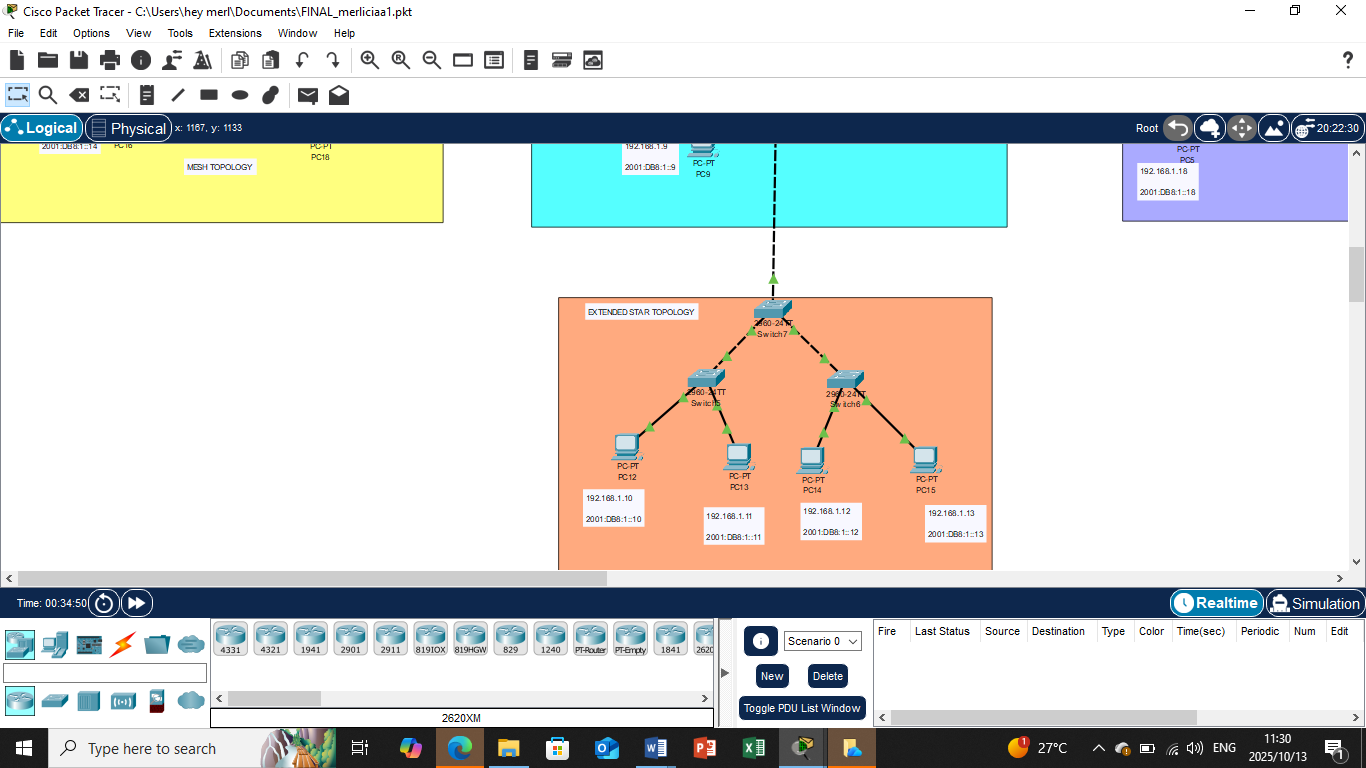 Cisco Packet Tracer - C:\Users\hey merl\Documents\FINAL_merliciaa1.pkt
File Edit Options View Tools Extensions Window Help
Logical Physical x: 1167, y: 1133 Root 20:22:30
2001:DB8:1::14
PC16
PC-PT
PC18
MESH TOPOLOGY
192.168.1.9
2001:DB8:1::9
PC-PT
PC9
PC-PT
PC5
192.168.1.18
2001:DB8:1::18
EXTENDED STAR TOPOLOGY
2960-24TT
Switch7
2960-24TT
Switch5
2960-24TT
Switch6
PC-PT
PC12
PC-PT
PC13
PC-PT
PC14
PC-PT
PC15
192.168.1.10
2001:DB8:1::10
192.168.1.11
2001:DB8:1::11
192.168.1.12
2001:DB8:1::12
192.168.1.13
2001:DB8:1::13
Time: 00:34:50 Realtime Simulation
4331 4321 1941 2901 2911 819IOX 819HGW 829 1240 PT-Router PT-Empty 1841 2620
2620XM
Scenario 0
New Delete
Toggle PDU List Window
Fire Last Status Source Destination Type Color Time(sec) Periodic Num Edit
Type here to search
1 27°C ENG
11:30
2025/10/13
1